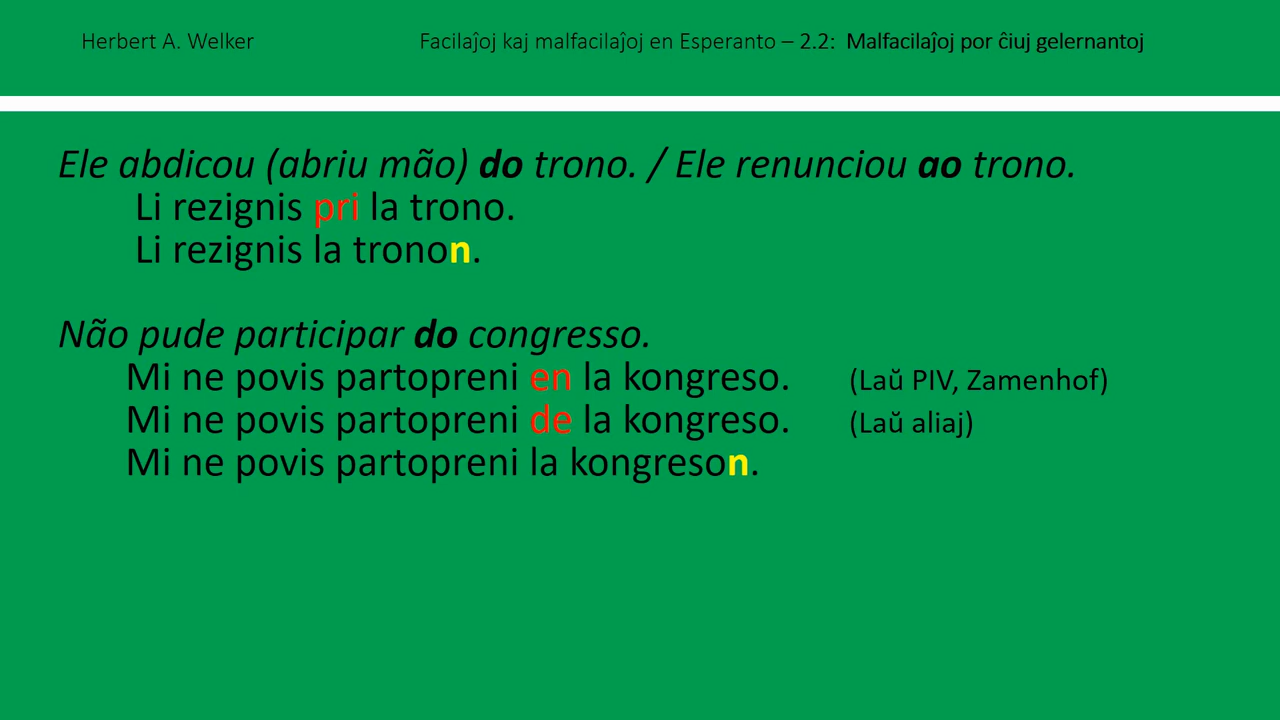 Herbert A. Welker Facilaĵoj kaj malfacilaĵoj en Esperanto – 2.2: Malfacilaĵoj por ĉiuj gelernantoj
Ele abdicou (abriu mão) do trono. / Ele renunciou ao trono.
Li rezignis pri la trono.
Li rezignis la tronon.
Não pude participar do congresso.
Mi ne povis partopreni en la kongreso. (Laŭ PIV, Zamenhof)
Mi ne povis partopreni de la kongreso. (Laŭ aliaj)
Mi ne povis partopreni la kongreson.